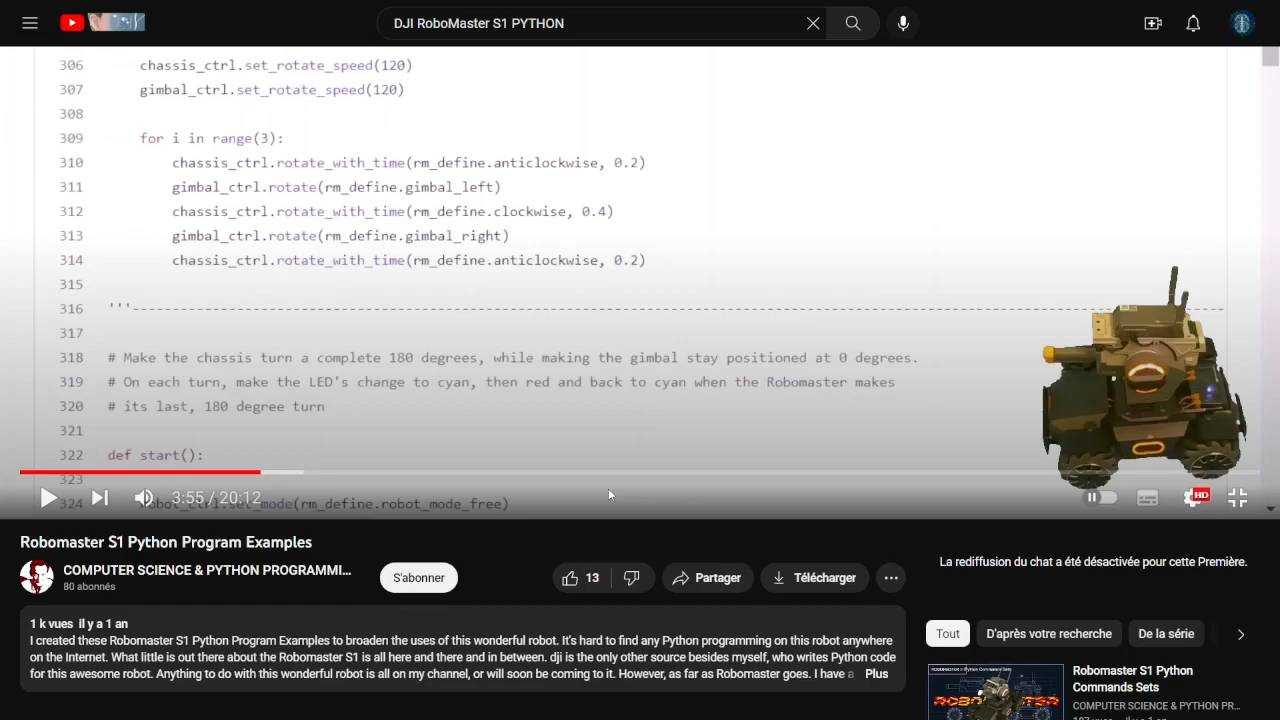 DJI RoboMaster S1 PYTHON
306 chassis_ctrl.set_rotate_speed(120)
307 gimbal_ctrl.set_rotate_speed(120)
308
309 for i in range(3):
310 chassis_ctrl.rotate_with_time(rm_define.anticlockwise, 0.2)
311 gimbal_ctrl.rotate(rm_define.gimbal_left)
312 chassis_ctrl.rotate_with_time(rm_define.clockwise, 0.4)
313 gimbal_ctrl.rotate(rm_define.gimbal_right)
314 chassis_ctrl.rotate_with_time(rm_define.anticlockwise, 0.2)
315
316 '''------------------------------------------------------------------------------------------------------------------------------------------
317
318 # Make the chassis turn a complete 180 degrees, while making the gimbal stay positioned at 0 degrees.
319 # On each turn, make the LED's change to cyan, then red and back to cyan when the Robomaster makes
320 # its last, 180 degree turn
321
322 def start():
323
324 robot_ctrl.set_mode(rm_define.robot_mode_free)
3:55 / 20:12
HD
Robomaster S1 Python Program Examples
COMPUTER SCIENCE & PYTHON PROGRAMMI...
80 abonnés
S'abonner
13
Partager
Télécharger
La rediffusion du chat a été désactivée pour cette Première.
1 k vues il y a 1 an
I created these Robomaster S1 Python Program Examples to broaden the uses of this wonderful robot. It's hard to find any Python programming on this robot anywhere
on the Internet. What little is out there about the Robomaster S1 is all here and there and in between. dji is the only other source besides myself, who writes Python code
for this awesome robot. Anything to do with this wonderful robot is all on my channel, or will soon be coming to it. However, as far as Robomaster goes. I have a Plus
Tout
D'après votre recherche
De la série
Robomaster S1 Python
Commands Sets
COMPUTER SCIENCE & PYTHON PR...